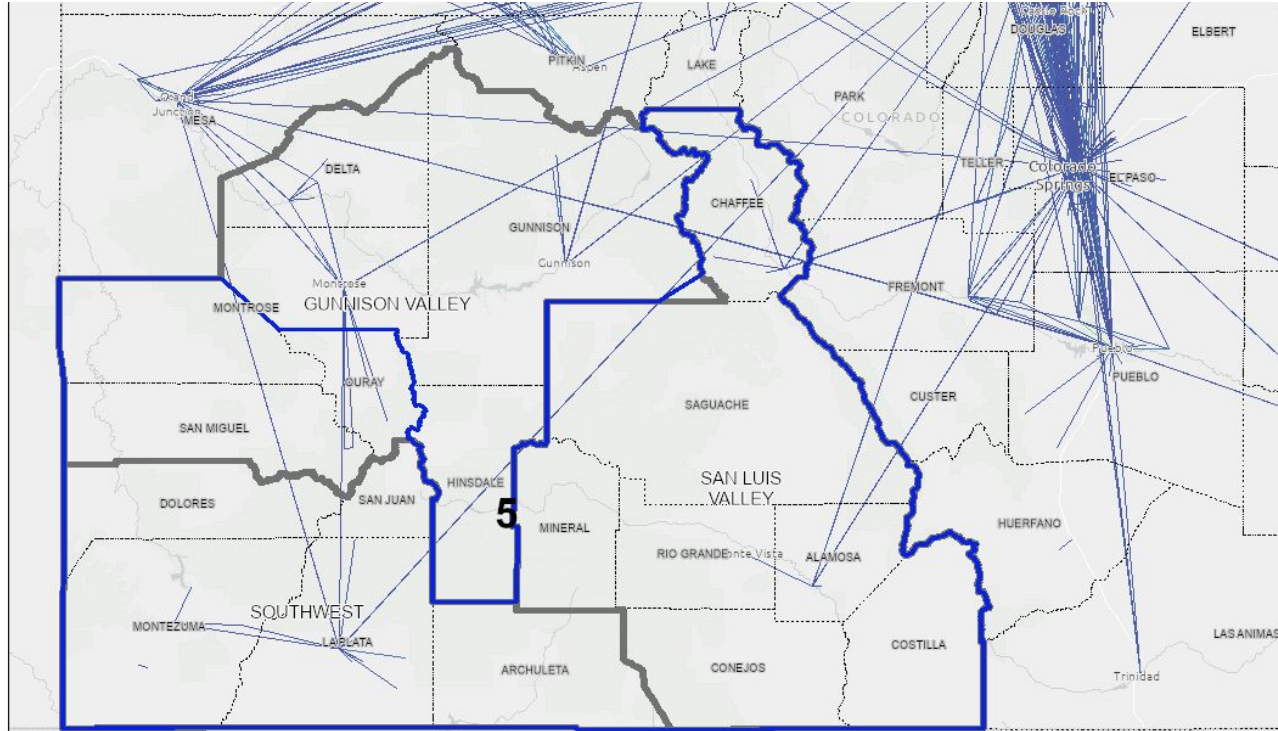 DOUGLAS
ELBERT
PITKIN
Aspen
LAKE
PARK
COLORADO
Grand
Junction
MESA
DELTA
TELLER
Colorado
Springs
EL PASO
CHAFFEE
GUNNISON
Gunnison
Montrose
GUNNISON VALLEY
MONTROSE
FREMONT
Pueblo
PUEBLO
OURAY
CUSTER
SAGUACHE
SAN MIGUEL
SAN LUIS
VALLEY
HINSDALE
SAN JUAN
DOLORES
5
MINERAL
HUERFANO
RIO GRANDE
onte Vista
ALAMOSA
SOUTHWEST
MONTEZUMA
LA PLATA
COSTILLA
LAS ANIMAS
ARCHULETA
CONEJOS
Trinidad